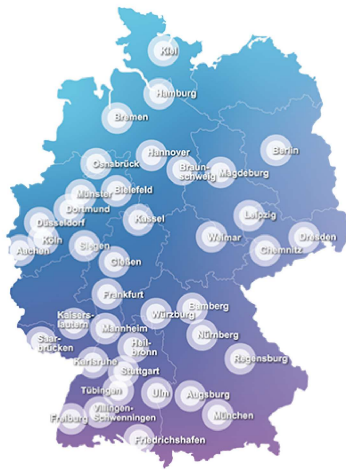 Kiel
Hamburg
Bramen
Hannover
Berlin
Osnabrück
Braun-
schweig
Magdeburg
Münster
Bielefeld
Dortmund
Düsseldorf
Kassel
Leipzig
Köln
Aachen
Siegen
Weimar
Dresden
Chemnitz
Gießen
Frankfurt
Bamberg
Würzburg
Kaisers-
lautern
Mannheim
Nürnberg
Saar-
brücken
Heil-
bronn
Karlsruhe
Regensburg
Stuttgart
Tübingen
Ulm
Augsburg
Villingen-
Schwenningen
München
Freiburg
Friedrichshafen